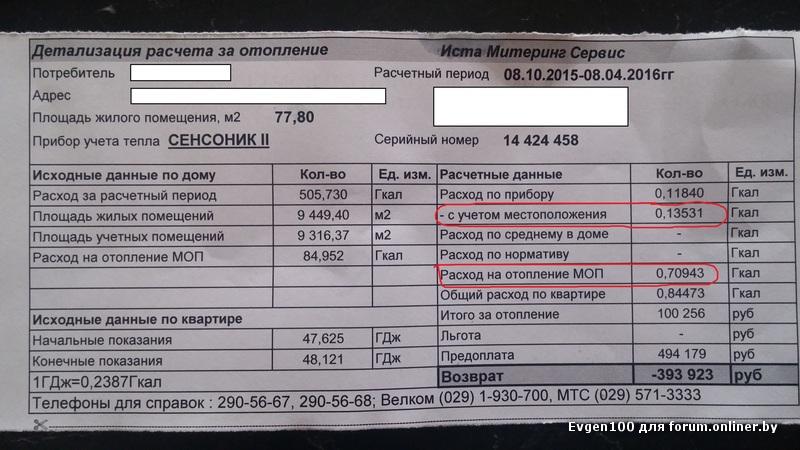 Детализация расчета за отопление Иста Митеринг Сервис
Потребитель Расчетный период 08.10.2015-08.04.2016гг
Адрес
Площадь жилого помещения, м2 77,80
Прибор учета тепла СЕНСОНИК II Серийный номер 14 424 458
Исходные данные по дому Кол-во Ед. изм. Расчетные данные Кол-во Ед. изм.
Расход за расчетный период 505,730 Гкал Расход по прибору 0,11840 Гкал
Площадь жилых помещений 9 449,40 м2 - с учетом местоположения 0,13531 Гкал
Площадь учетных помещений 9 316,37 м2 Расход по среднему в доме - Гкал
Расход на отопление МОП 84,952 Гкал Расход по нормативу - Гкал
Расход на отопление МОП 0,70943 Гкал
Общий расход по квартире 0,84473 Гкал
Исходные данные по квартире Итого за отопление 100 256 руб
Начальные показания 47,625 ГДж Льгота - руб
Конечные показания 48,121 ГДж Предоплата 494 179 руб
1ГДж=0,2387Гкал Возврат -393 923 руб
Телефоны для справок : 290-56-67, 290-56-68; Велком (029) 1-930-700, МТС (029) 571-3333
Evgen100 для forum.onliner.by